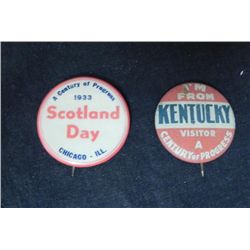 A Century of Progress
1933
Scotland
Day
CHICAGO - ILL.
I'M
FROM
KENTUCKY
VISITOR
A
CENTURY OF PROGRESS